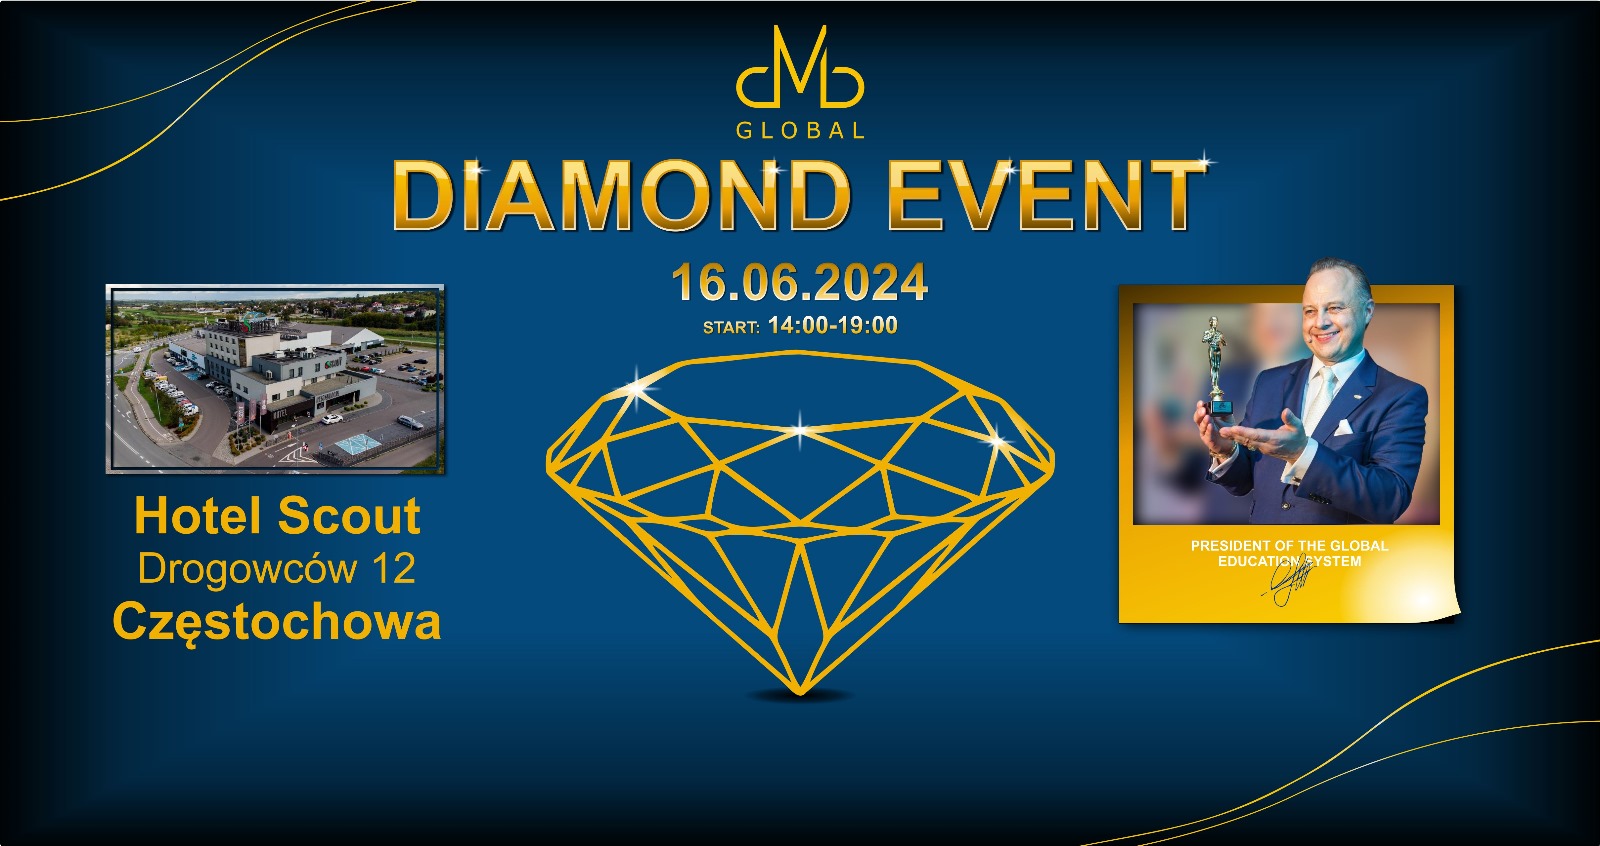 GLOBAL
DIAMOND EVENT
16.06.2024
START: 14:00-19:00
Hotel Scout
Drogowców 12
Częstochowa
PRESIDENT OF THE GLOBAL
EDUCATION SYSTEM